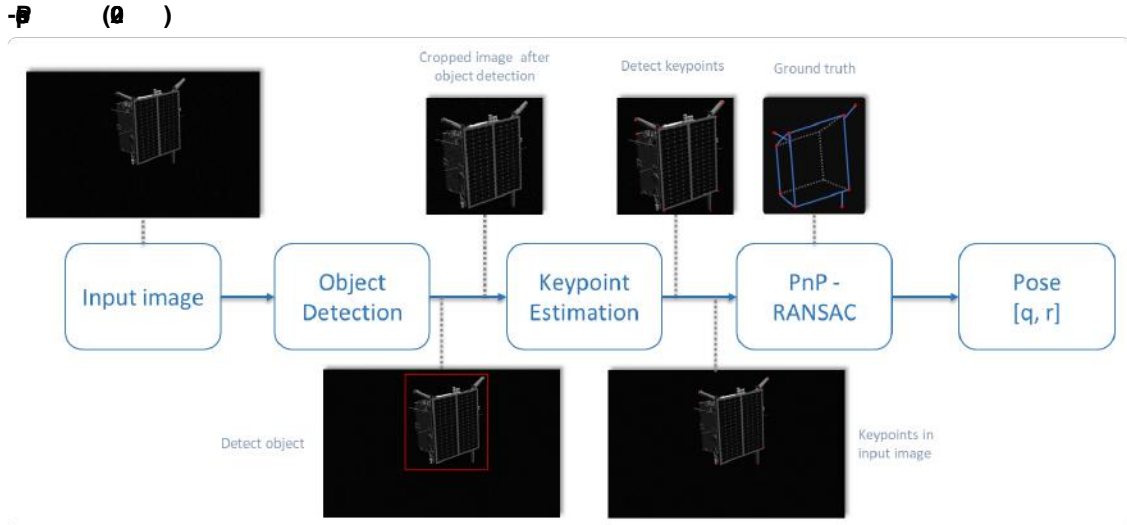 Cropped image after
object detection
Detect keypoints
Ground truth
Input image
Object
Detection
Keypoint
Estimation
PnP -
RANSAC
Pose
[q, r]
Detect object
Keypoints in
input image